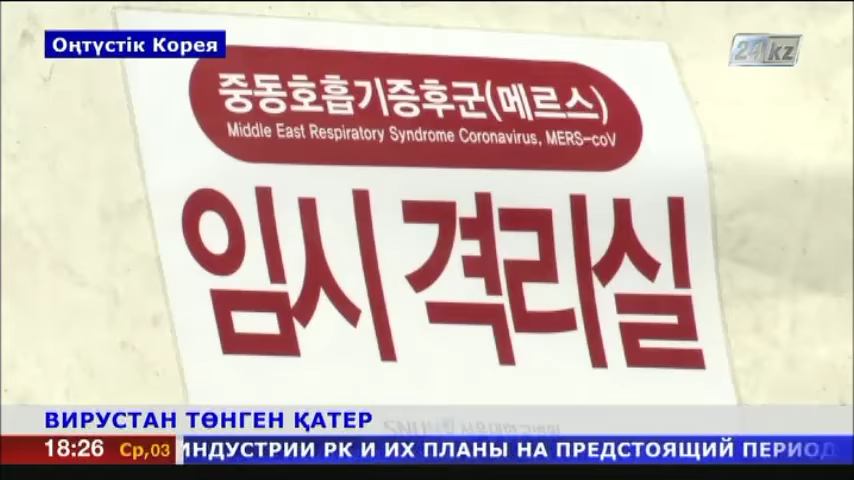 Оңтүстік Корея
24kz
중동호흡기증후군(메르스)
Middle East Respiratory Syndrome Coronavirus, MERS-coV
임시 격리실
ВИРУСТАН ТӨНГЕН ҚАТЕР
18:26 Ср,03 ИНДУСТРИИ РК И ИХ ПЛАНЫ НА ПРЕДСТОЯЩИЙ ПЕРИОД